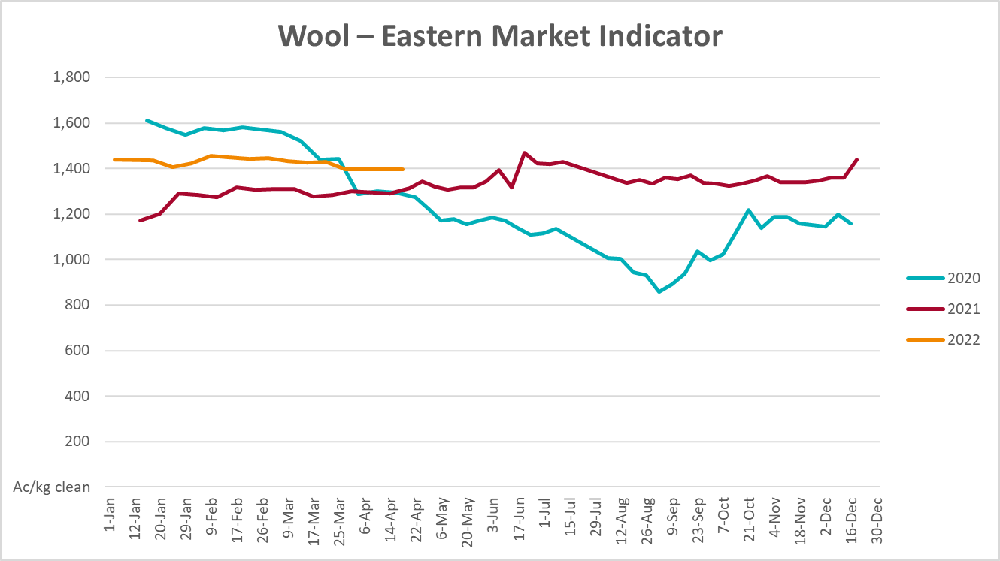 Wool – Eastern Market Indicator
1,800
1,600
1,400
1,200
1,000
800
600
400
200
Ac/kg clean
1-Jan
12-Jan
20-Jan
29-Jan
9-Feb
17-Feb
26-Feb
9-Mar
17-Mar
25-Mar
6-Apr
14-Apr
22-Apr
6-May
20-May
3-Jun
17-Jun
1-Jul
15-Jul
29-Jul
12-Aug
26-Aug
9-Sep
23-Sep
7-Oct
21-Oct
4-Nov
18-Nov
2-Dec
16-Dec
30-Dec
2020
2021
2022